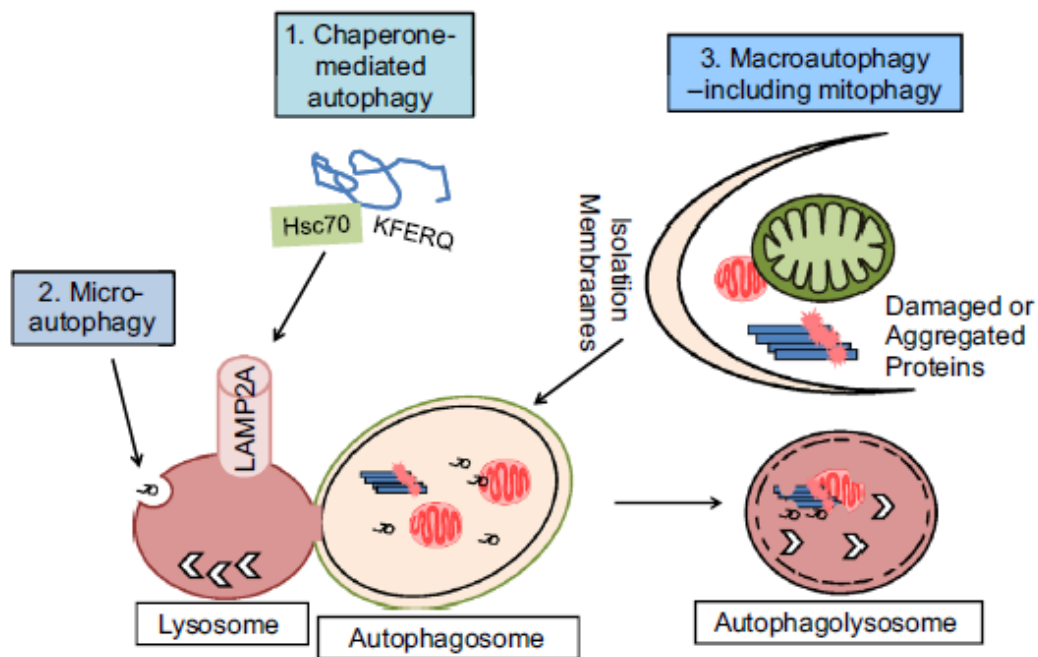 1. Chaperone-
mediated
autophagy
3. Macroautophagy
–including mitophagy
Hsc70
KFERQ
Isolatiion
Membraanes
2. Micro-
autophagy
Damaged or
Aggregated
Proteins
LAMP2A
Lysosome
Autophagosome
Autophagolysosome